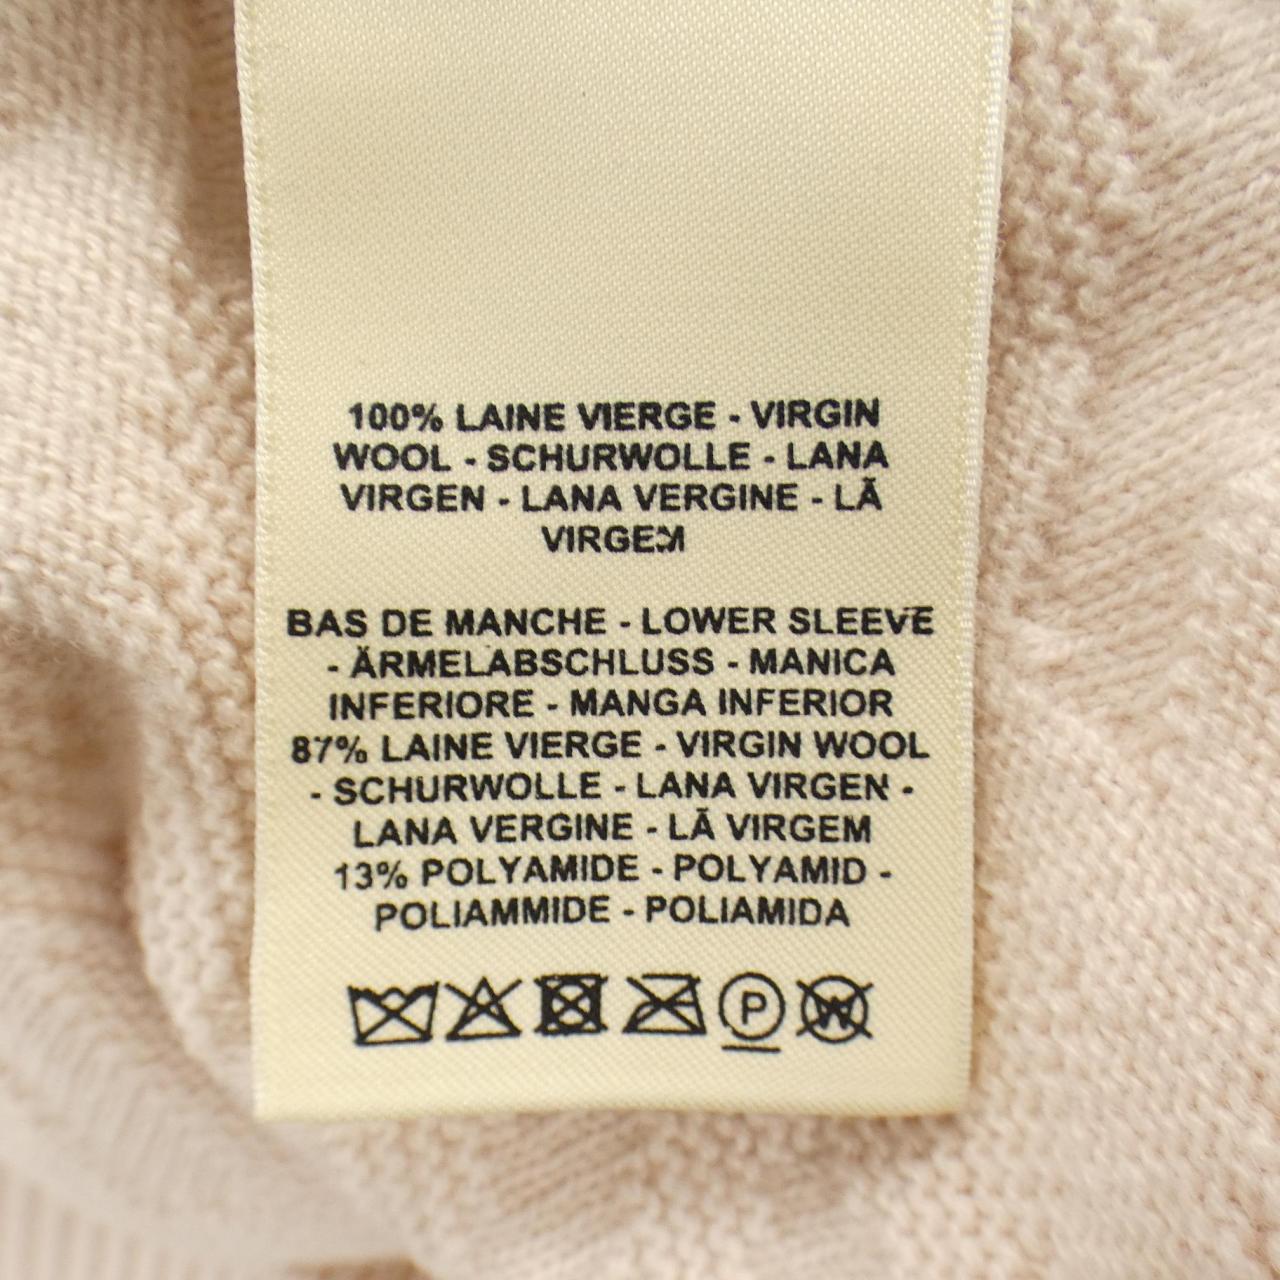 100% LAINE VIERGE - VIRGIN
WOOL - SCHURWOLLE - LANA
VIRGEN - LANA VERGINE - LÃ
VIRGEM
BAS DE MANCHE - LOWER SLEEVE
- ÄRMELABSCHLUSS - MANICA
INFERIORE - MANGA INFERIOR
87% LAINE VIERGE - VIRGIN WOOL
- SCHURWOLLE - LANA VIRGEN -
LANA VERGINE - LÃ VIRGEM
13% POLYAMIDE - POLYAMID -
POLIAMMIDE - POLIAMIDA
P W